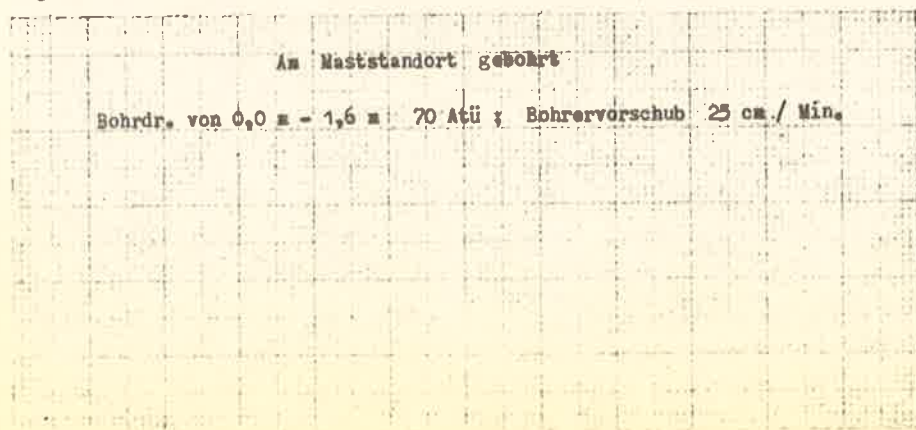 Am Maststandort gebohrt
Bohrdr. von 0,0 m - 1,6 m 70 Atü ; Bohrervorschub 25 cm / Min.